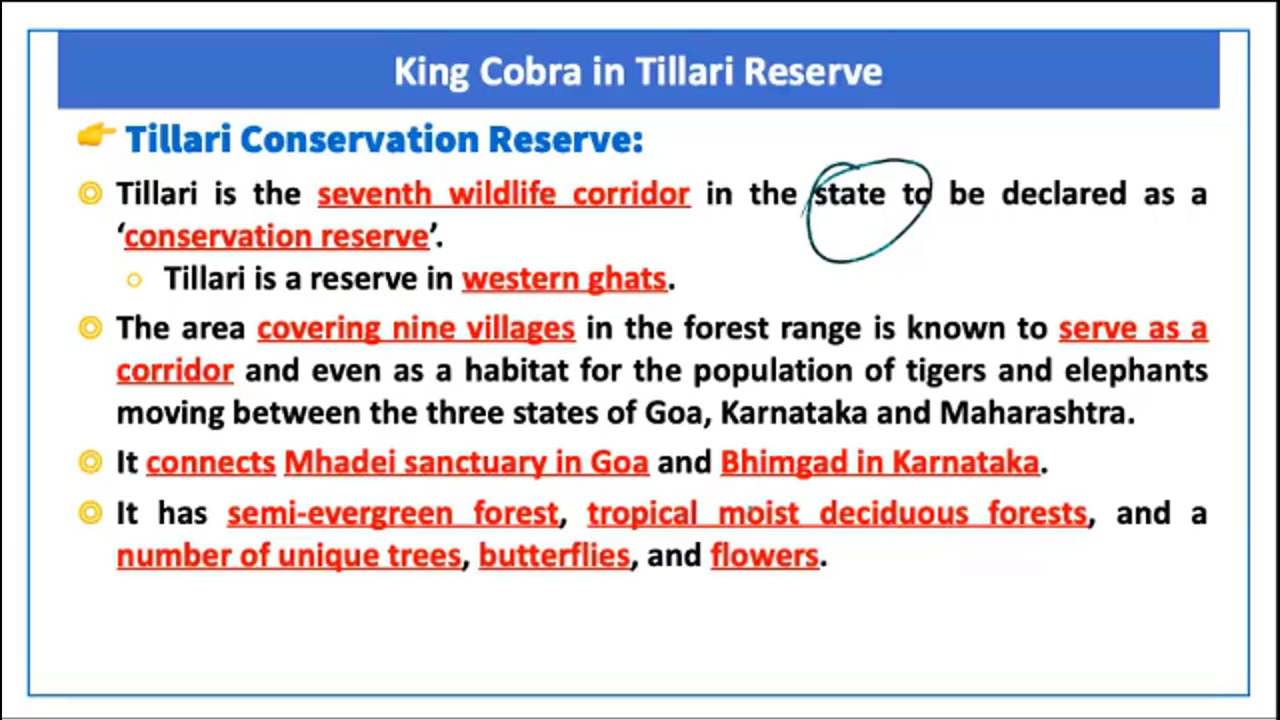 King Cobra in Tillari Reserve
Tillari Conservation Reserve:
Tillari is the seventh wildlife corridor in the state to be declared as a
‘conservation reserve’.
Tillari is a reserve in western ghats.
The area covering nine villages in the forest range is known to serve as a
corridor and even as a habitat for the population of tigers and elephants
moving between the three states of Goa, Karnataka and Maharashtra.
It connects Mhadei sanctuary in Goa and Bhimgad in Karnataka.
It has semi-evergreen forest, tropical moist deciduous forests, and a
number of unique trees, butterflies, and flowers.